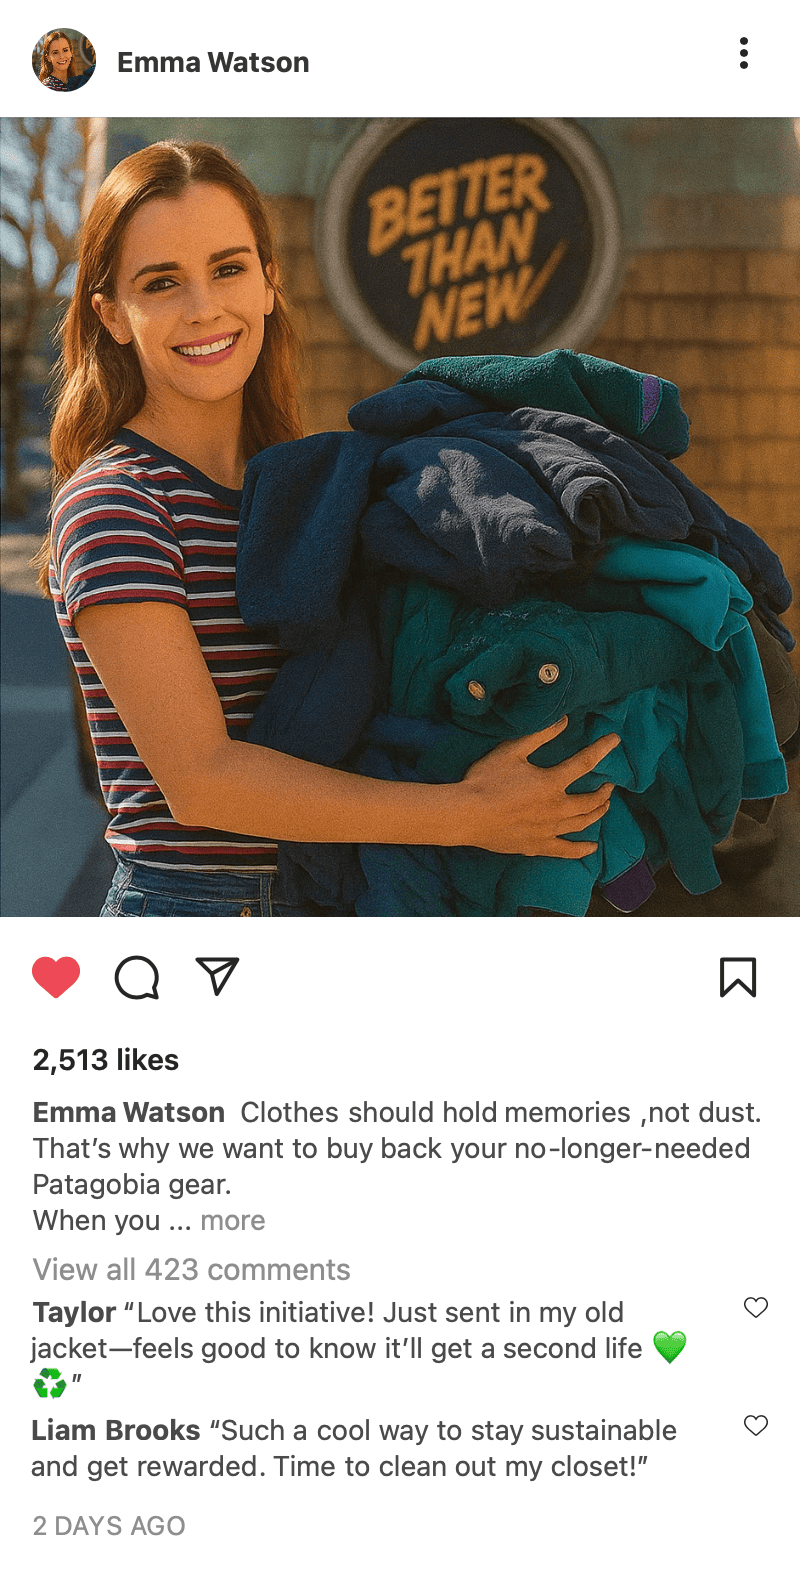 Emma Watson
BETTER
THAN
NEW
2,513 likes
Emma Watson Clothes should hold memories ,not dust.
That’s why we want to buy back your no-longer-needed
Patagobia gear.
When you ... more
View all 423 comments
Taylor “Love this initiative! Just sent in my old
jacket—feels good to know it’ll get a second life 💚
♻️”
Liam Brooks “Such a cool way to stay sustainable
and get rewarded. Time to clean out my closet!”
2 DAYS AGO